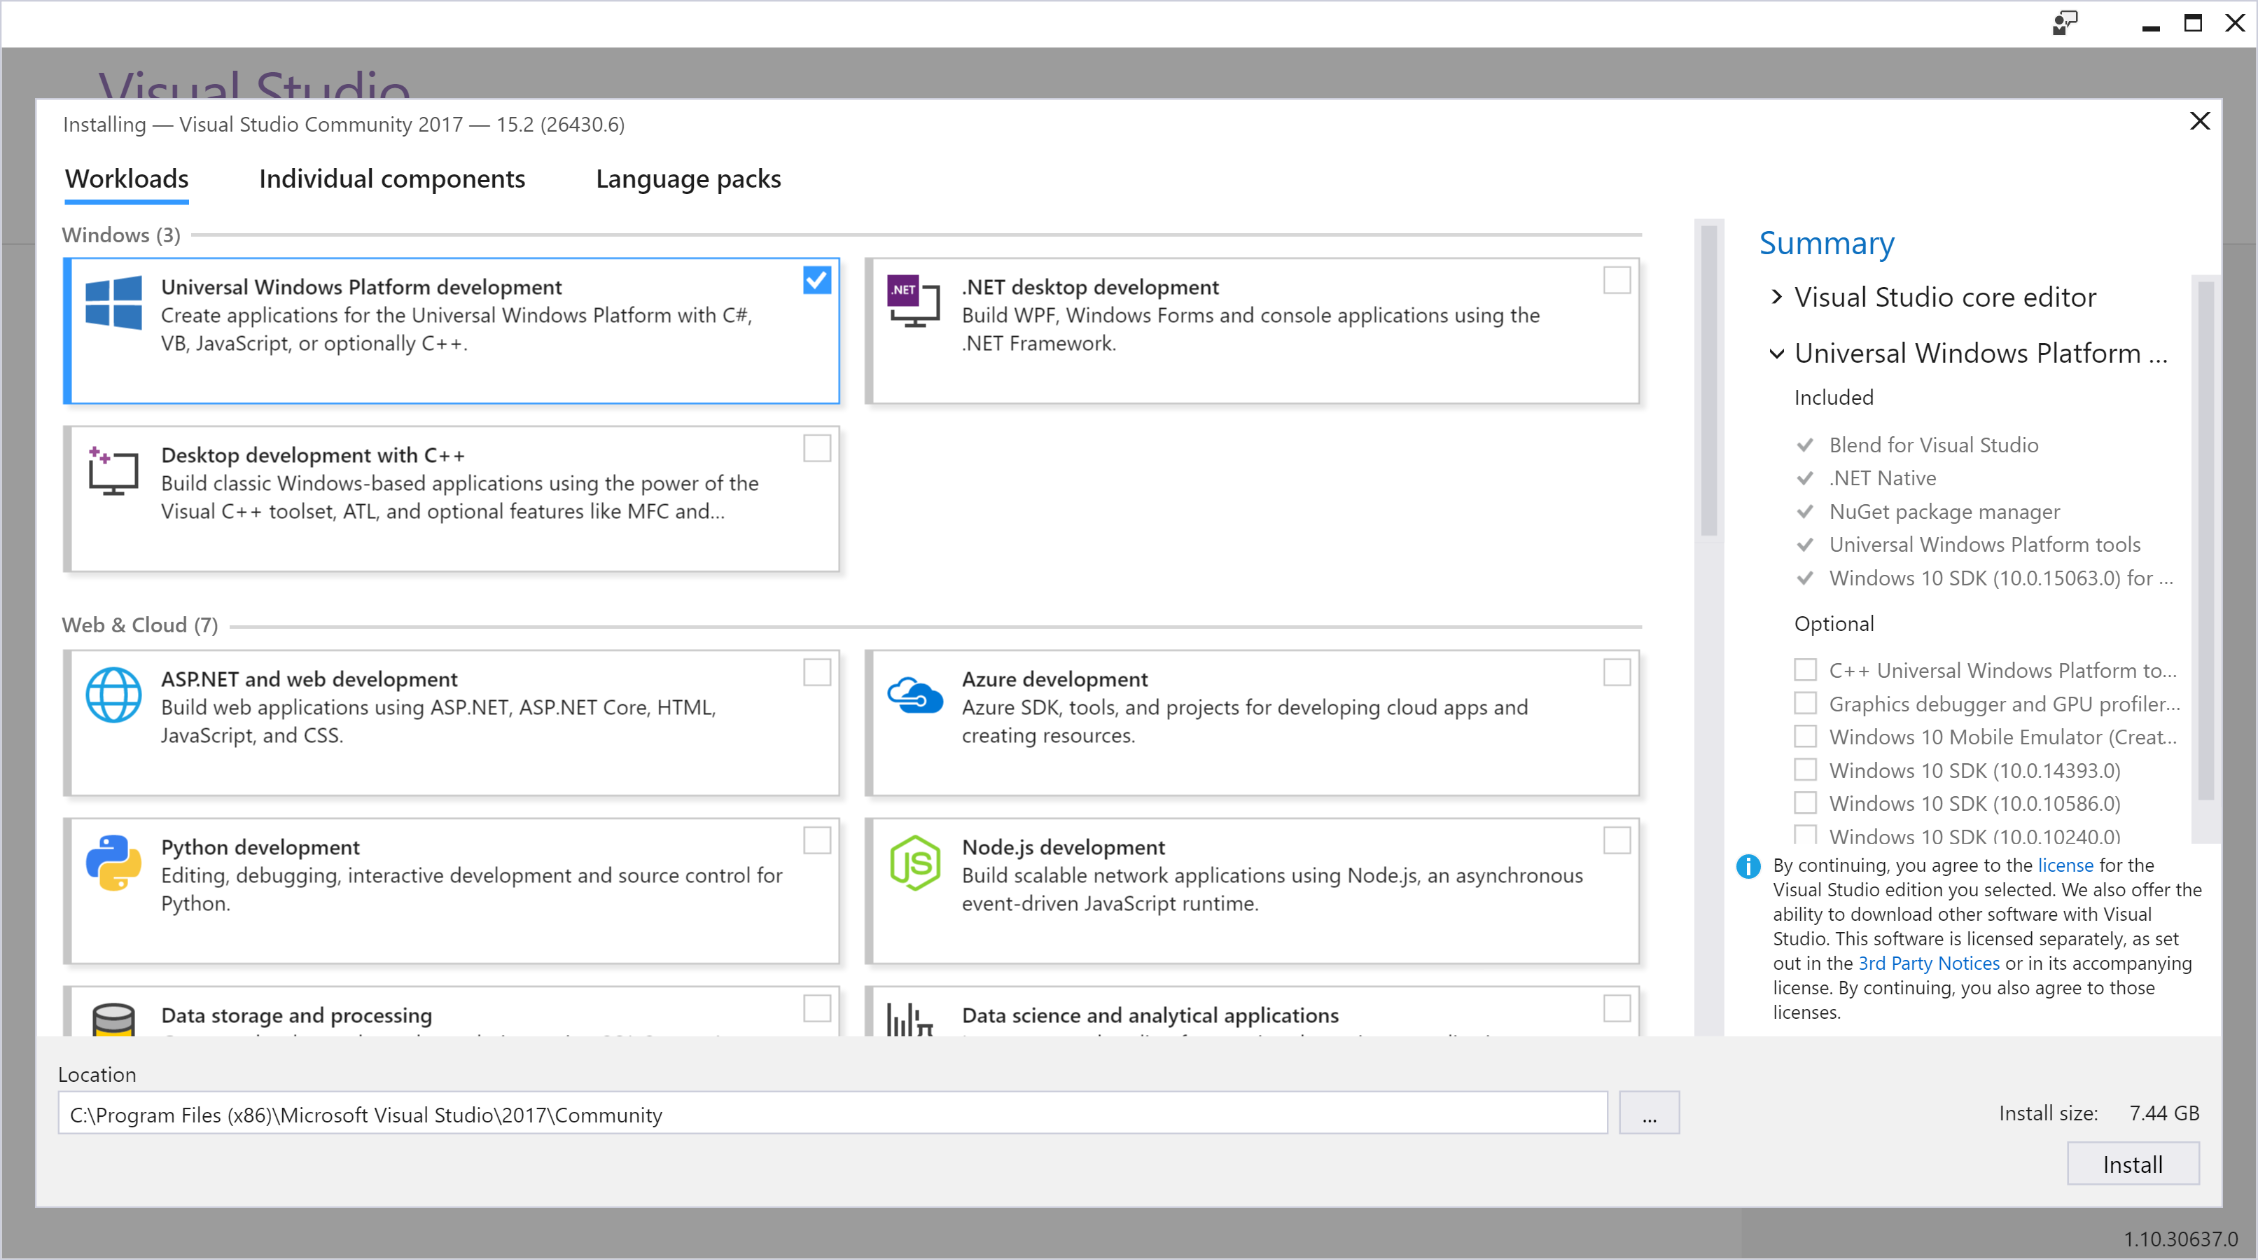 Visual Studio
Installing — Visual Studio Community 2017 — 15.2 (26430.6)
Workloads
Individual components
Language packs
Windows (3)
Universal Windows Platform development
Create applications for the Universal Windows Platform with C#,
VB, JavaScript, or optionally C++.
.NET
.NET desktop development
Build WPF, Windows Forms and console applications using the
.NET Framework.
Desktop development with C++
Build classic Windows-based applications using the power of the
Visual C++ toolset, ATL, and optional features like MFC and...
Web & Cloud (7)
ASP.NET and web development
Build web applications using ASP.NET, ASP.NET Core, HTML,
JavaScript, and CSS.
Azure development
Azure SDK, tools, and projects for developing cloud apps and
creating resources.
Python development
Editing, debugging, interactive development and source control for
Python.
JS
Node.js development
Build scalable network applications using Node.js, an asynchronous
event-driven JavaScript runtime.
Data storage and processing
Data science and analytical applications
Summary
Visual Studio core editor
Universal Windows Platform ...
Included
Blend for Visual Studio
.NET Native
NuGet package manager
Universal Windows Platform tools
Windows 10 SDK (10.0.15063.0) for ...
Optional
C++ Universal Windows Platform to...
Graphics debugger and GPU profiler...
Windows 10 Mobile Emulator (Creat...
Windows 10 SDK (10.0.14393.0)
Windows 10 SDK (10.0.10586.0)
Windows 10 SDK (10.0.10240.0)
By continuing, you agree to the license for the
Visual Studio edition you selected. We also offer the
ability to download other software with Visual
Studio. This software is licensed separately, as set
out in the 3rd Party Notices or in its accompanying
license. By continuing, you also agree to those
licenses.
Location
C:\Program Files (x86)\Microsoft Visual Studio\2017\Community
...
Install size: 7.44 GB
Install
1.10.30637.0